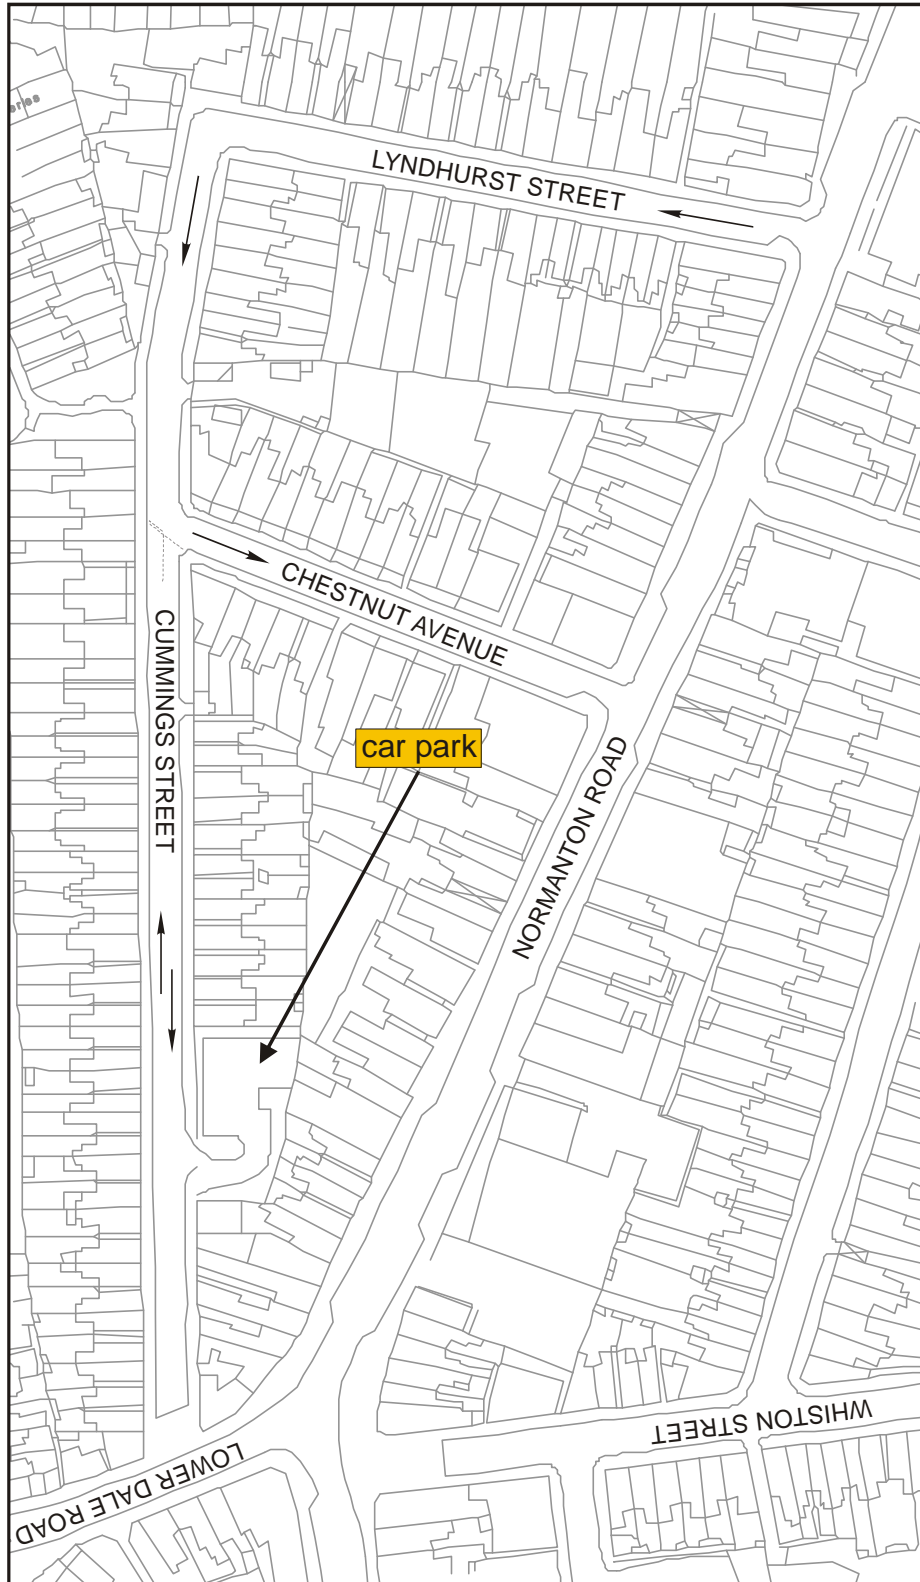 LYNDHURST STREET
CHESTNUT AVENUE
CUMMINGS STREET
car park
NORMANTON ROAD
WHISTON STREET
LOWER DALE ROAD